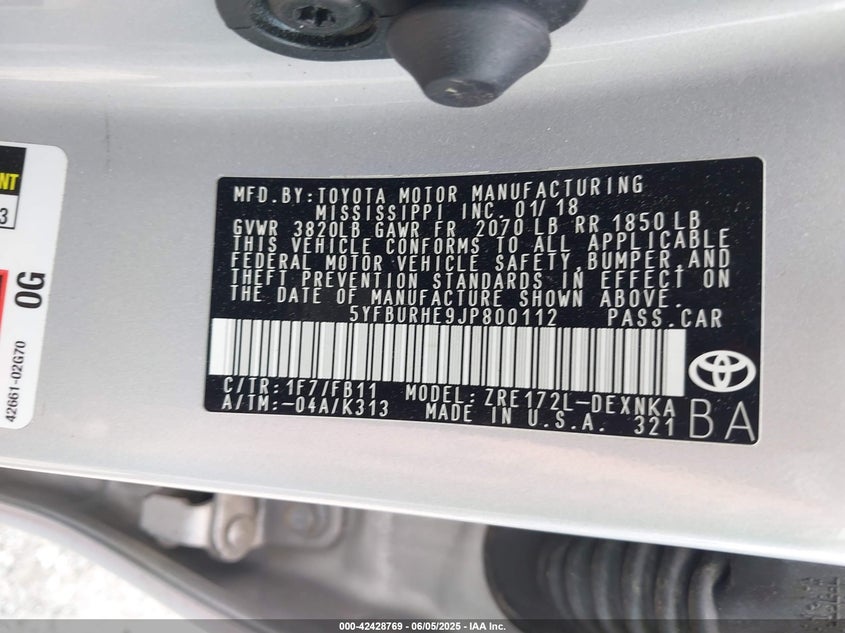 MFD.BY:TOYOTA MOTOR MANUFACTURING
MISSISSIPPI INC. 01/18
GVWR 3820LB GAWR FR 2070 LB RR 1850LB
THIS VEHICLE CONFORMS TO ALL APPLICABLE
FEDERAL MOTOR VEHICLE SAFETY, BUMPER, AND
THEFT PREVENTION STANDARDS IN EFFECT ON
THE DATE OF MANUFACTURE SHOWN ABOVE.
5YFBURHE9JP800112 PASS.CAR
C/TR:1F7/FB11 MODEL:ZRE172L-DEXNKA
A/TM:-04A/K313 MADE IN U.S.A. 321
BA
NT
3
0G
42661-02G70
000-42428769 - 06/05/2025 - IAA Inc.